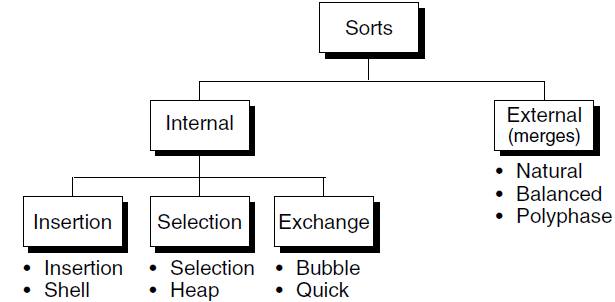 Sorts
Internal
External
(merges)
• Natural
• Balanced
• Polyphase
Insertion
Selection
Exchange
• Insertion
• Shell
• Selection
• Heap
• Bubble
• Quick